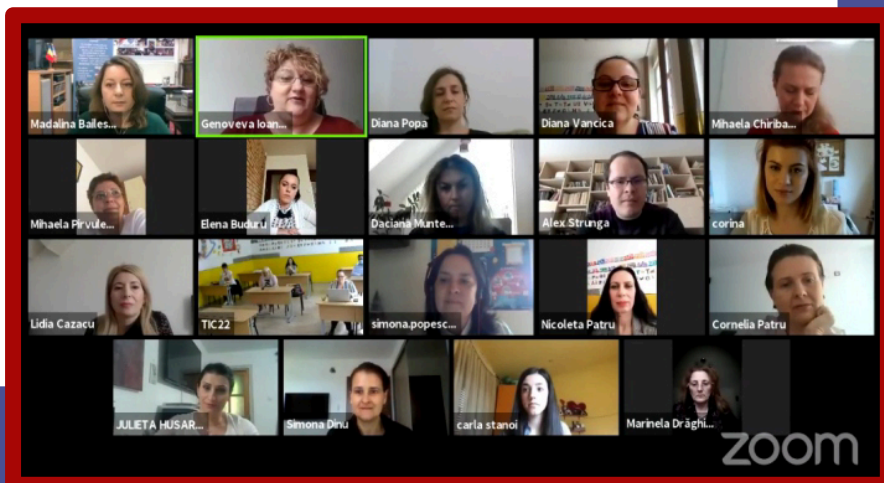 Madalina Bailes...
Genoveva Ioan...
Diana Popa
Diana Vancica
Mihaela Chiriba...
Mihaela Pirvule...
Elena Buduru
Daciana Munte...
Alex Strunga
corina
Lidia Cazacu
TIC22
simona.popesc...
Nicoleta Patru
Cornelia Patru
JULIETA HUSAR...
Simona Dinu
carla stanoi
Marinela Drăghi...
zoom